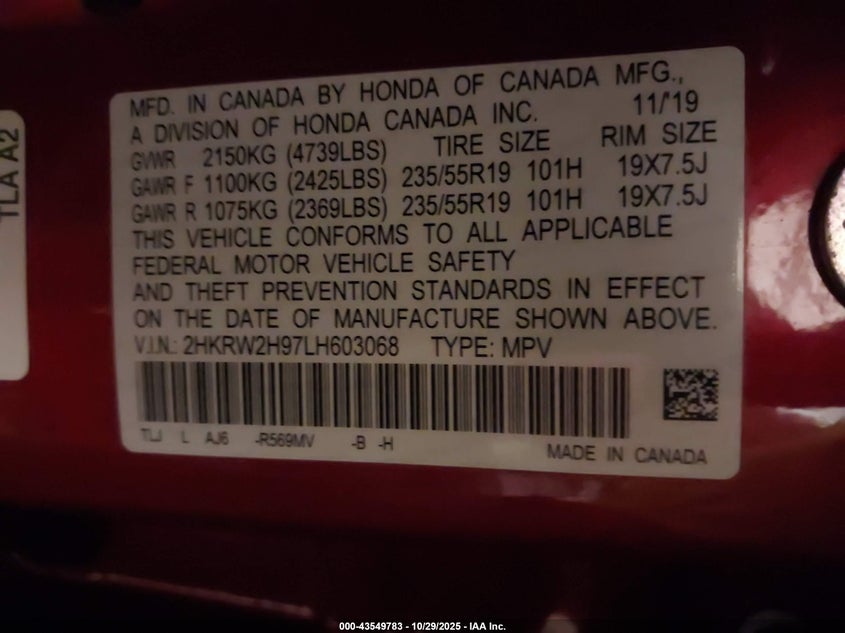 TLA A2
MFD. IN CANADA BY HONDA OF CANADA MFG.,
A DIVISION OF HONDA CANADA INC. 11/'19
GVWR 2150KG (4739LBS) TIRE SIZE RIM SIZE
GAWR F 1100KG (2425LBS) 235/55R19 101H 19X7.5J
GAWR R 1075KG (2369LBS) 235/55R19 101H 19X7.5J
THIS VEHICLE CONFORMS TO ALL APPLICABLE
FEDERAL MOTOR VEHICLE SAFETY
AND THEFT PREVENTION STANDARDS IN EFFECT
ON THE DATE OF MANUFACTURE SHOWN ABOVE.
V.I.N.: 2HKRW2H97LH603068 TYPE: MPV
TLJ L AJ6 -R569MV -B -H
MADE IN CANADA
000-43549783 - 10/29/2025 - IAA Inc.